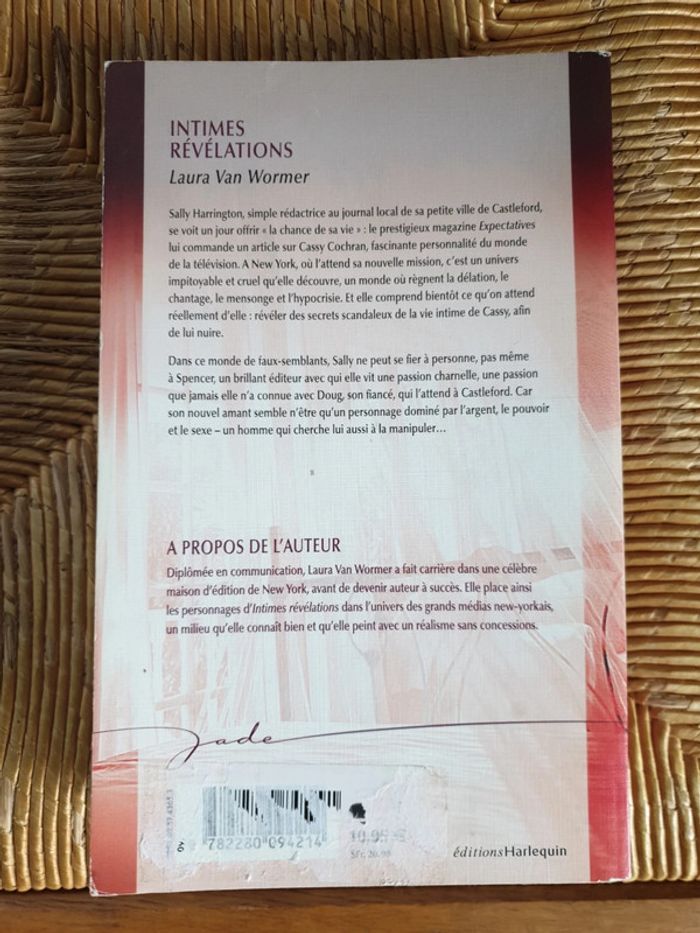 INTIMES
RÉVÉLATIONS
Laura Van Wormer
Sally Harrington, simple rédactrice au journal local de sa petite ville de Castleford,
se voit un jour offrir « la chance de sa vie » : le prestigieux magazine Expectatives
lui commande un article sur Cassy Cochran, fascinante personnalité du monde
de la télévision. A New York, où l'attend sa nouvelle mission, c'est un univers
impitoyable et cruel qu'elle découvre, un monde où règnent la délation, le
chantage, le mensonge et l'hypocrisie. Et elle comprend bientôt ce qu'on attend
réellement d'elle : révéler des secrets scandaleux de la vie intime de Cassy, afin
de lui nuire.
Dans ce monde de faux-semblants, Sally ne peut se fier à personne, pas même
à Spencer, un brillant éditeur avec qui elle vit une passion charnelle, une passion
que jamais elle n'a connue avec Doug, son fiancé, qui l'attend à Castleford. Car
son nouvel amant semble n'être qu'un personnage dominé par l'argent, le pouvoir
et le sexe – un homme qui cherche lui aussi à la manipuler…
A PROPOS DE L'AUTEUR
Diplômée en communication, Laura Van Wormer a fait carrière dans une célèbre
maison d'édition de New York, avant de devenir auteur à succès. Elle place ainsi
les personnages d'Intimes révélations dans l'univers des grands médias new-yorkais,
un milieu qu'elle connaît bien et qu'elle peint avec un réalisme sans concessions.
Jade
9 782280 094214
éditionsHarlequin